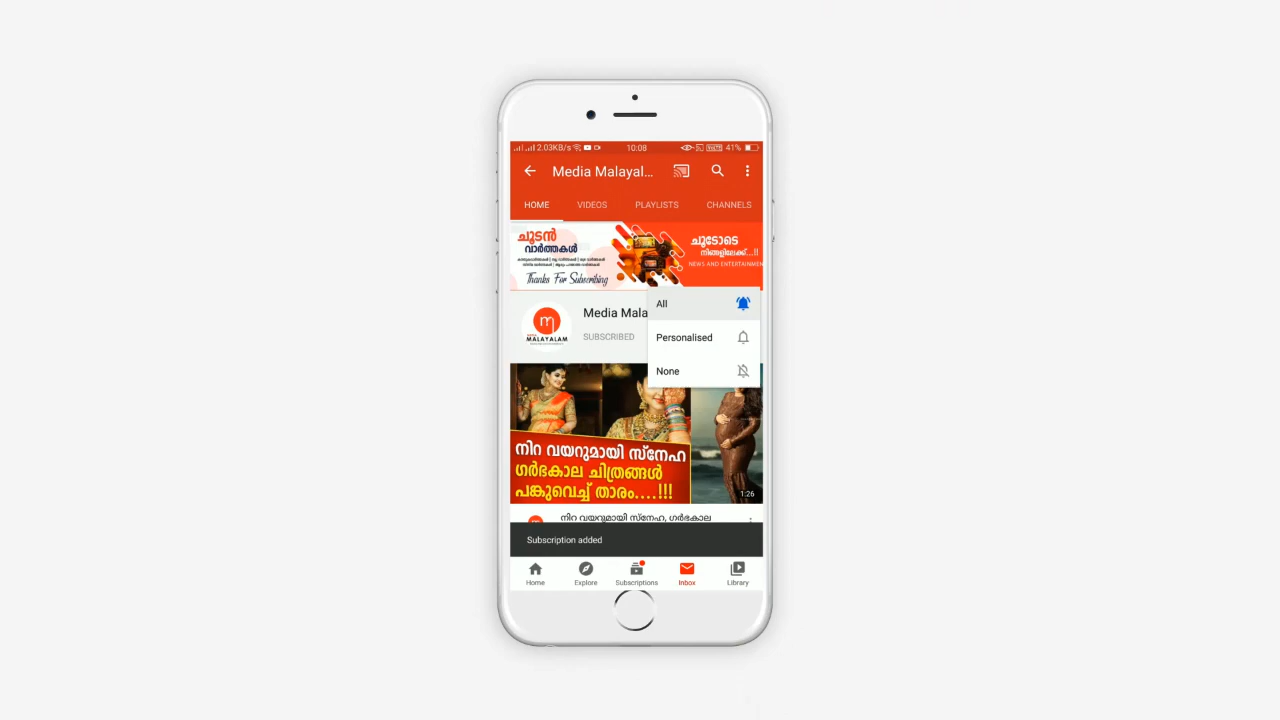 2.03KB/s 10:08 41%
Media Malayal...
HOME VIDEOS PLAYLISTS CHANNELS
ചൂടൻ
വാർത്തകൾ
Thanks For Subscribing
ചൂടോടെ
നിങ്ങളിലേക്ക്...!!
NEWS AND ENTERTAINMEN
All
Media Mala
Personalised
SUBSCRIBED
MALAYALAM
None
നിറ വയറുമായി സ്നേഹ
ഗർഭകാല ചിത്രങ്ങൾ
പങ്കുവെച്ച് താരം....!!!
1:26
നിറ വയറുമായി സ്നേഹ, ഗർഭകാല
Subscription added
Home Explore Subscriptions Inbox Library